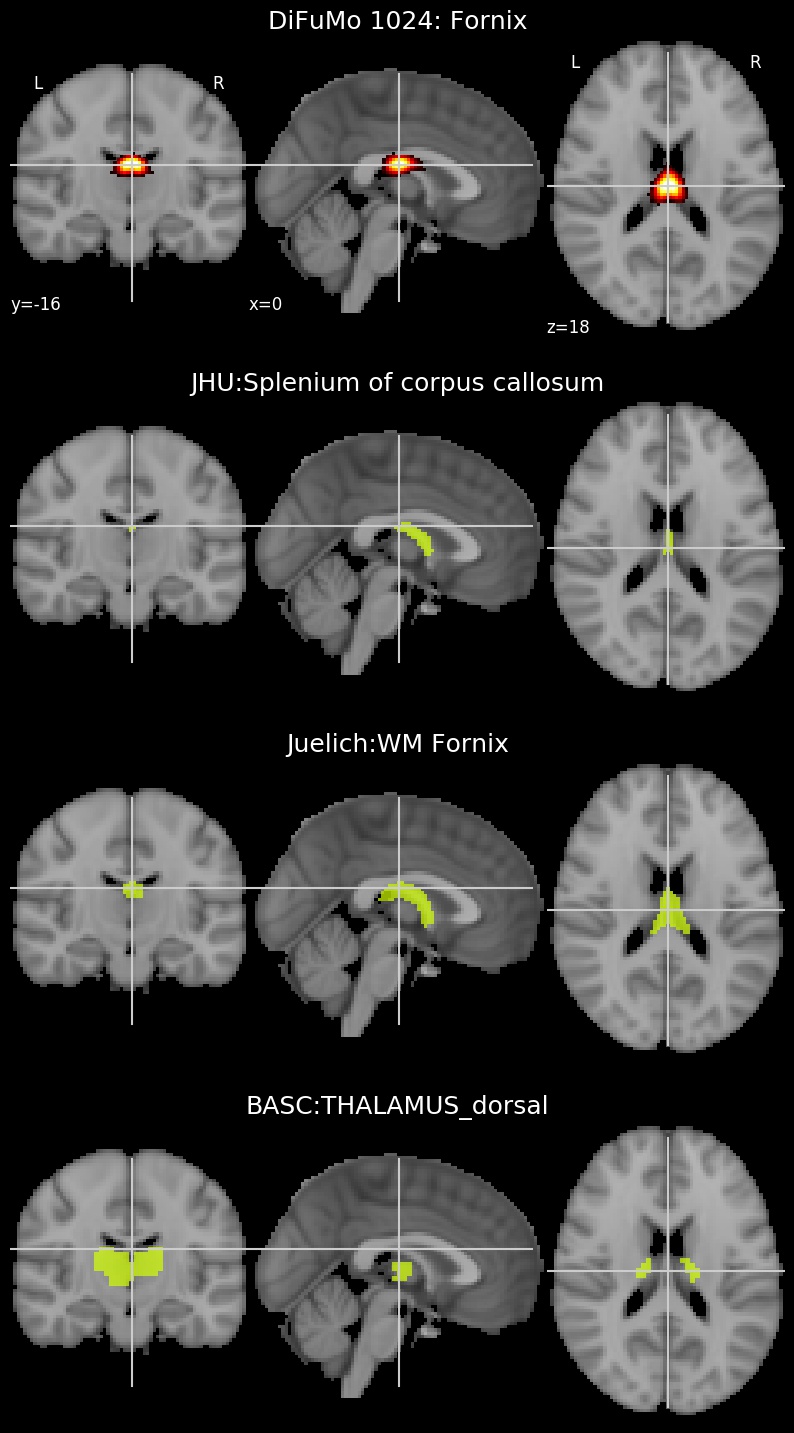 DiFuMo 1024: Fornix
L R L R
y=-16 x=0 z=18
JHU:Splenium of corpus callosum
Juelich:WM Fornix
BASC:THALAMUS_dorsal